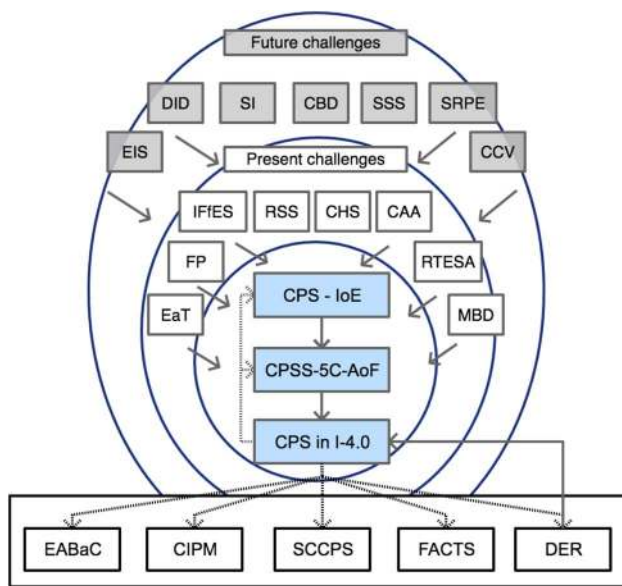 Future challenges
DID
SI
CBD
SSS
SRPE
EIS
CCV
Present challenges
IFfES
RSS
CHS
CAA
FP
RTESA
EaT
MBD
CPS - IoE
CPSS-5C-AoF
CPS in I-4.0
EABaC
CIPM
SCCPS
FACTS
DER